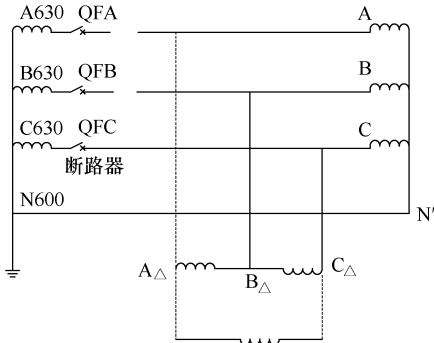 A630 QFA A
B630 QFB B
C630 QFC C
断路器
N600 N'
A△ B△ C△